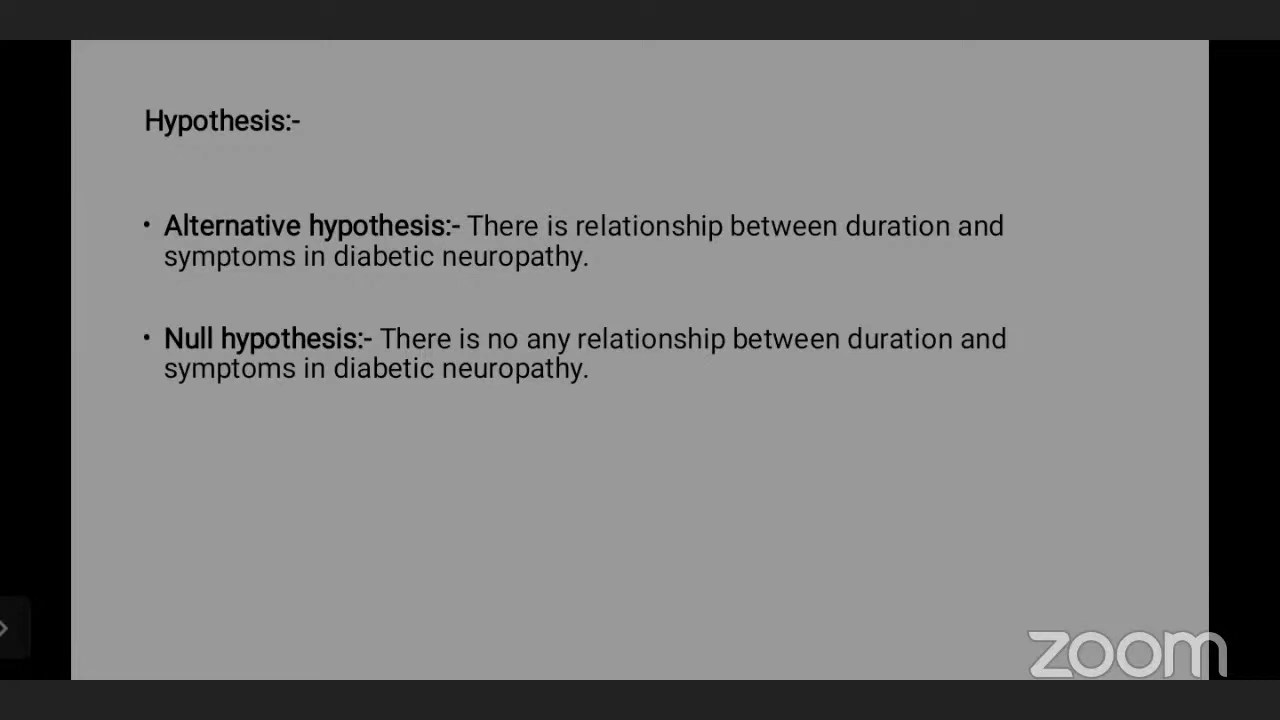 Hypothesis:-
• Alternative hypothesis:- There is relationship between duration and
symptoms in diabetic neuropathy.
• Null hypothesis:- There is no any relationship between duration and
symptoms in diabetic neuropathy.
zoom